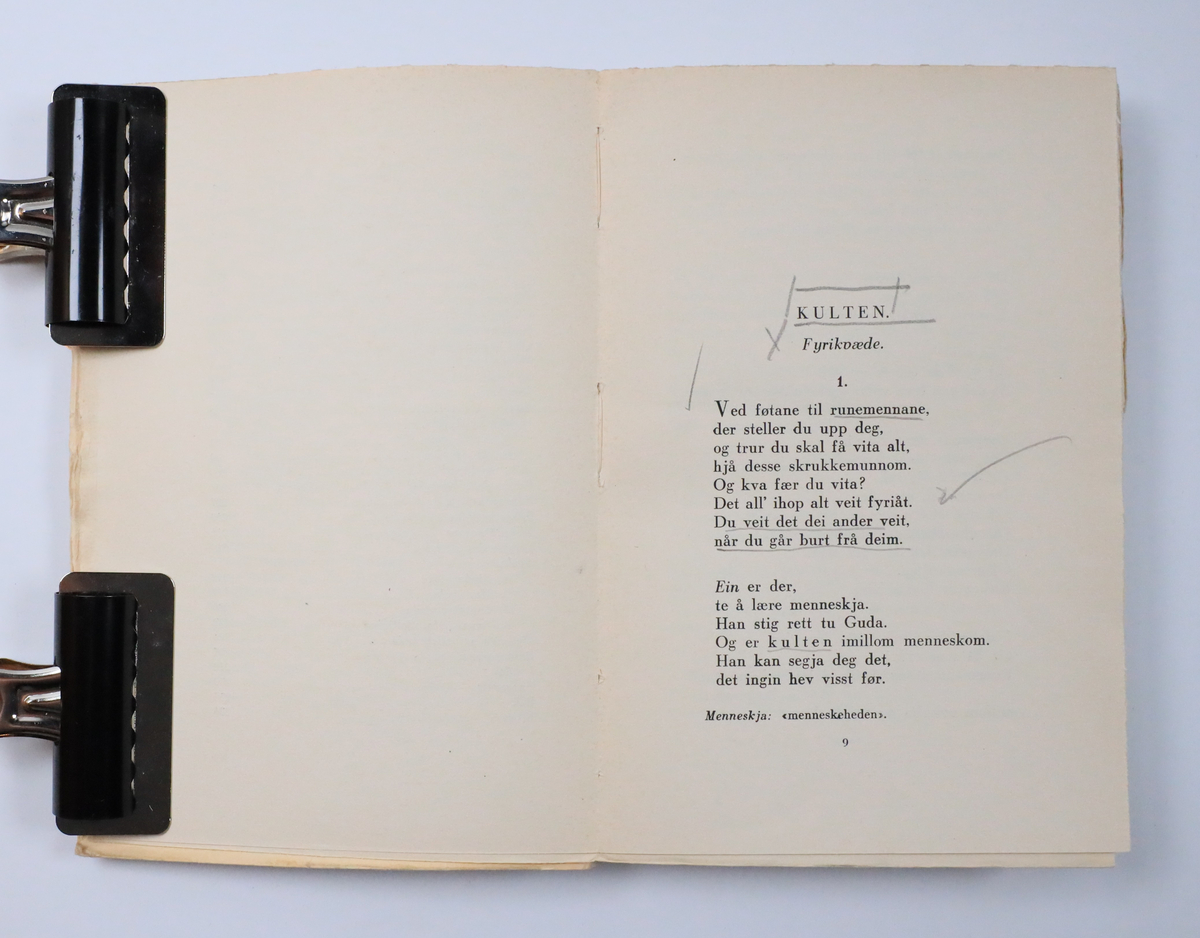 KULTEN.
Fyrikvæde.
1.
Ved føtane til runemennane,
der steller du upp deg,
og trur du skal få vita alt,
hjå desse skrukkemunnom.
Og kva fær du vita?
Det all' ihop alt veit fyriåt.
Du veit det dei ander veit,
når du går burt frå deim.
Ein er der,
te å lære menneskja.
Han stig rett tu Guda.
Og er kulten imillom menneskom.
Han kan segja deg det,
det ingin hev visst før.
Menneskja: «menneskeheden».
9